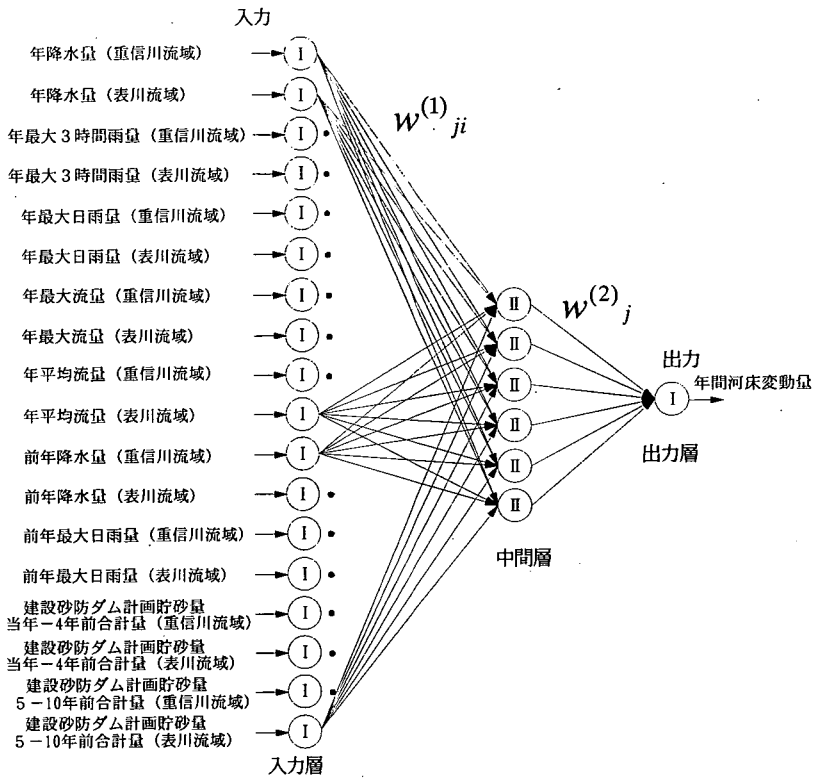 入力
年降水量（重信川流域）
I
年降水量（表川流域）
I
年最大３時間雨量（重信川流域）
I
年最大３時間雨量（表川流域）
I
年最大日雨量（重信川流域）
I
年最大日雨量（表川流域）
I
年最大流量（重信川流域）
I
年最大流量（表川流域）
I
年平均流量（重信川流域）
I
年平均流量（表川流域）
I
前年降水量（重信川流域）
I
前年降水量（表川流域）
I
前年最大日雨量（重信川流域）
I
前年最大日雨量（表川流域）
I
建設砂防ダム計画貯砂量
当年－4年前合計量（重信川流域）
I
建設砂防ダム計画貯砂量
当年－4年前合計量（表川流域）
I
建設砂防ダム計画貯砂量
５－10年前合計量（重信川流域）
I
建設砂防ダム計画貯砂量
５－10年前合計量（表川流域）
I
入力層
w(1) ji
II
II
II
II
II
II
中間層
w(2) j
出力
I
年間河床変動量
出力層